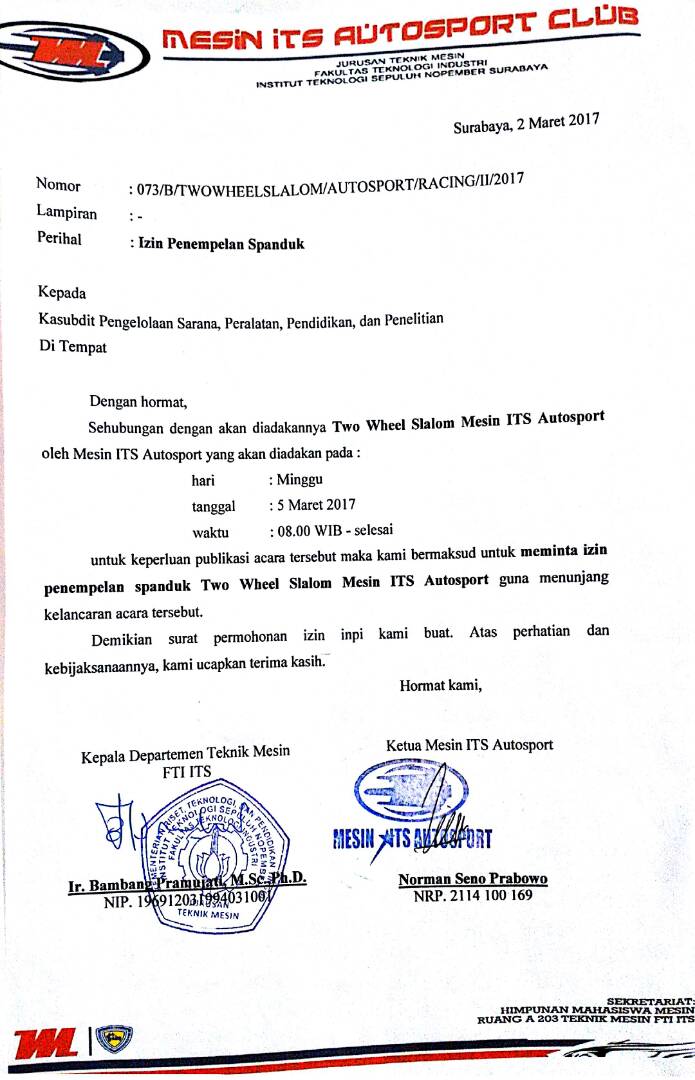 MESIN ITS AUTOSPORT CLUB
JURUSAN TEKNIK MESIN
FAKULTAS TEKNOLOGI INDUSTRI
INSTITUT TEKNOLOGI SEPULUH NOPEMBER SURABAYA
Surabaya, 2 Maret 2017
Nomor : 073/B/TWOWHEELSLALOM/AUTOSPORT/RACING/II/2017
Lampiran : -
Perihal : Izin Penempelan Spanduk
Kepada
Kasubdit Pengelolaan Sarana, Peralatan, Pendidikan, dan Penelitian
Di Tempat
Dengan hormat,
Sehubungan dengan akan diadakannya Two Wheel Slalom Mesin ITS Autosport
oleh Mesin ITS Autosport yang akan diadakan pada :
hari : Minggu
tanggal : 5 Maret 2017
waktu : 08.00 WIB - selesai
untuk keperluan publikasi acara tersebut maka kami bermaksud untuk meminta izin
penempelan spanduk Two Wheel Slalom Mesin ITS Autosport guna menunjang
kelancaran acara tersebut.
Demikian surat permohonan izin inpi kami buat. Atas perhatian dan
kebijaksanaannya, kami ucapkan terima kasih.
Hormat kami,
Kepala Departemen Teknik Mesin
FTI ITS
Ketua Mesin ITS Autosport
KEMENTERIAN RISET, TEKNOLOGI, DAN PENDIDIKAN
INSTITUT TEKNOLOGI SEPULUH NOPEMBER
FAKULTAS TEKNOLOGI INDUSTRI
JURUSAN
TEKNIK MESIN
MESIN ITS AUTOSPORT
Ir. Bambang Pramujati, M.Sc.Ph.D.
NIP. 196912031994031001
Norman Seno Prabowo
NRP. 2114 100 169
SEKRETARIAT:
HIMPUNAN MAHASISWA MESIN
RUANG A 203 TEKNIK MESIN FTI ITS